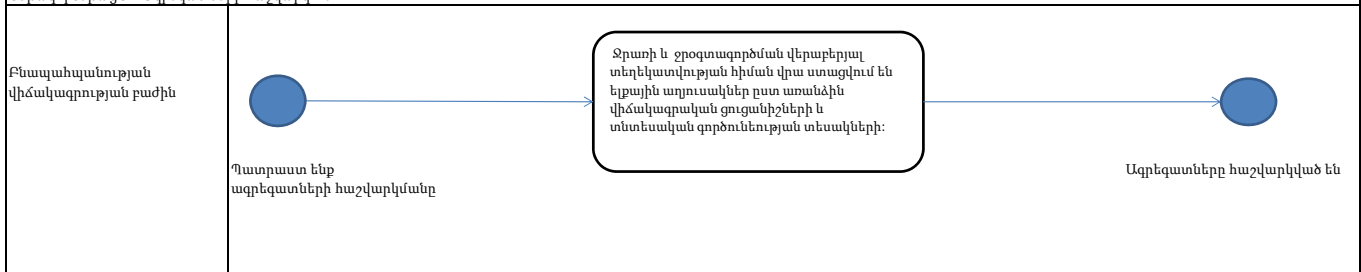 Բնապահպանության
վիճակագրության բաժին
Ջրառի և ջրօգտագործման վերաբերյալ
տեղեկատվության հիման վրա ստացվում են
ելքային աղյուսակներ ըստ առանձին
վիճակագրական ցուցանիշների և
տնտեսական գործունեության տեսակների:
Պատրաստ ենք
ագրեգատների հաշվարկմանը
Ագրեգատները հաշվարկված են